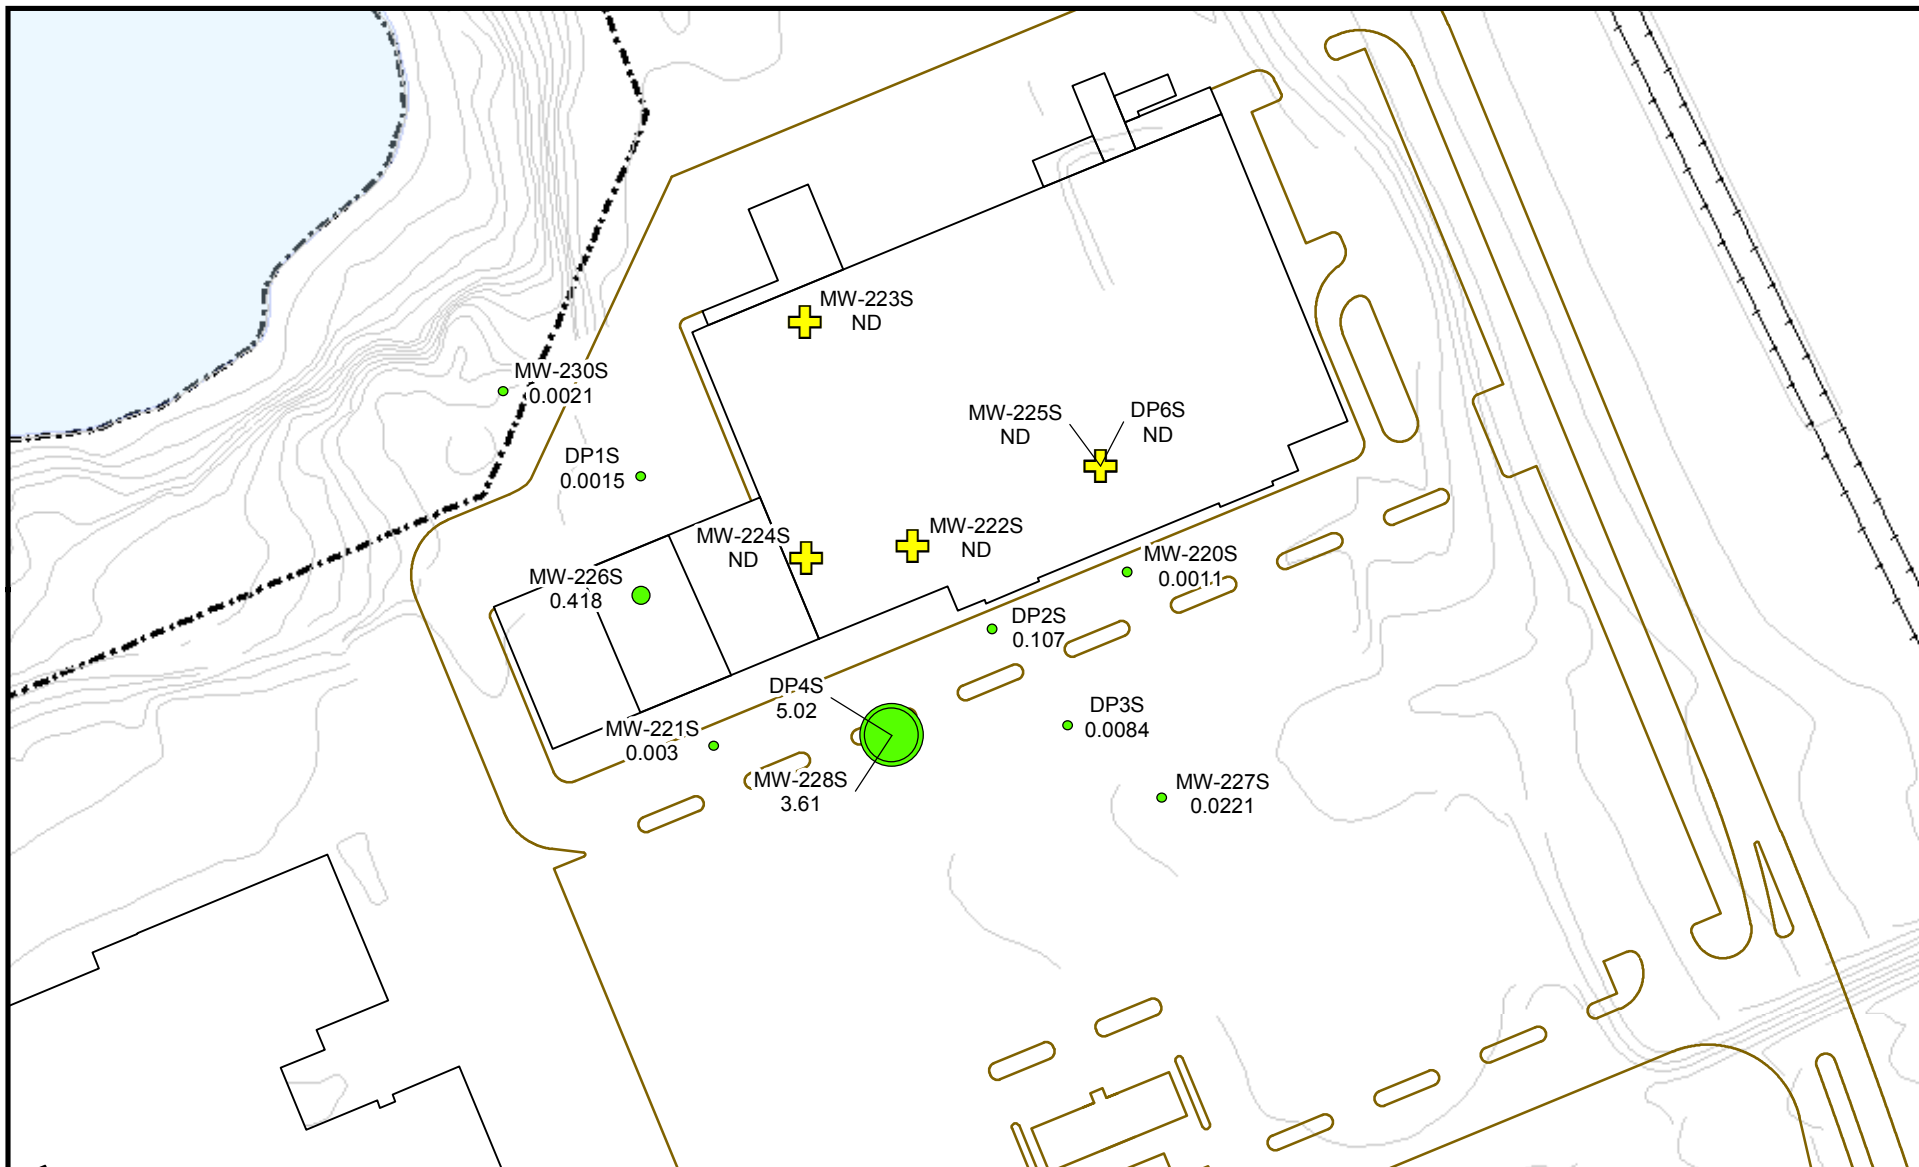 MW-223S
ND
MW-230S
0.0021
MW-225S
ND
DP6S
ND
DP1S
0.0015
MW-224S
ND
MW-222S
ND
MW-220S
0.0011
MW-226S
0.418
DP2S
0.107
DP4S
5.02
DP3S
0.0084
MW-221S
0.003
MW-228S
3.61
MW-227S
0.0221